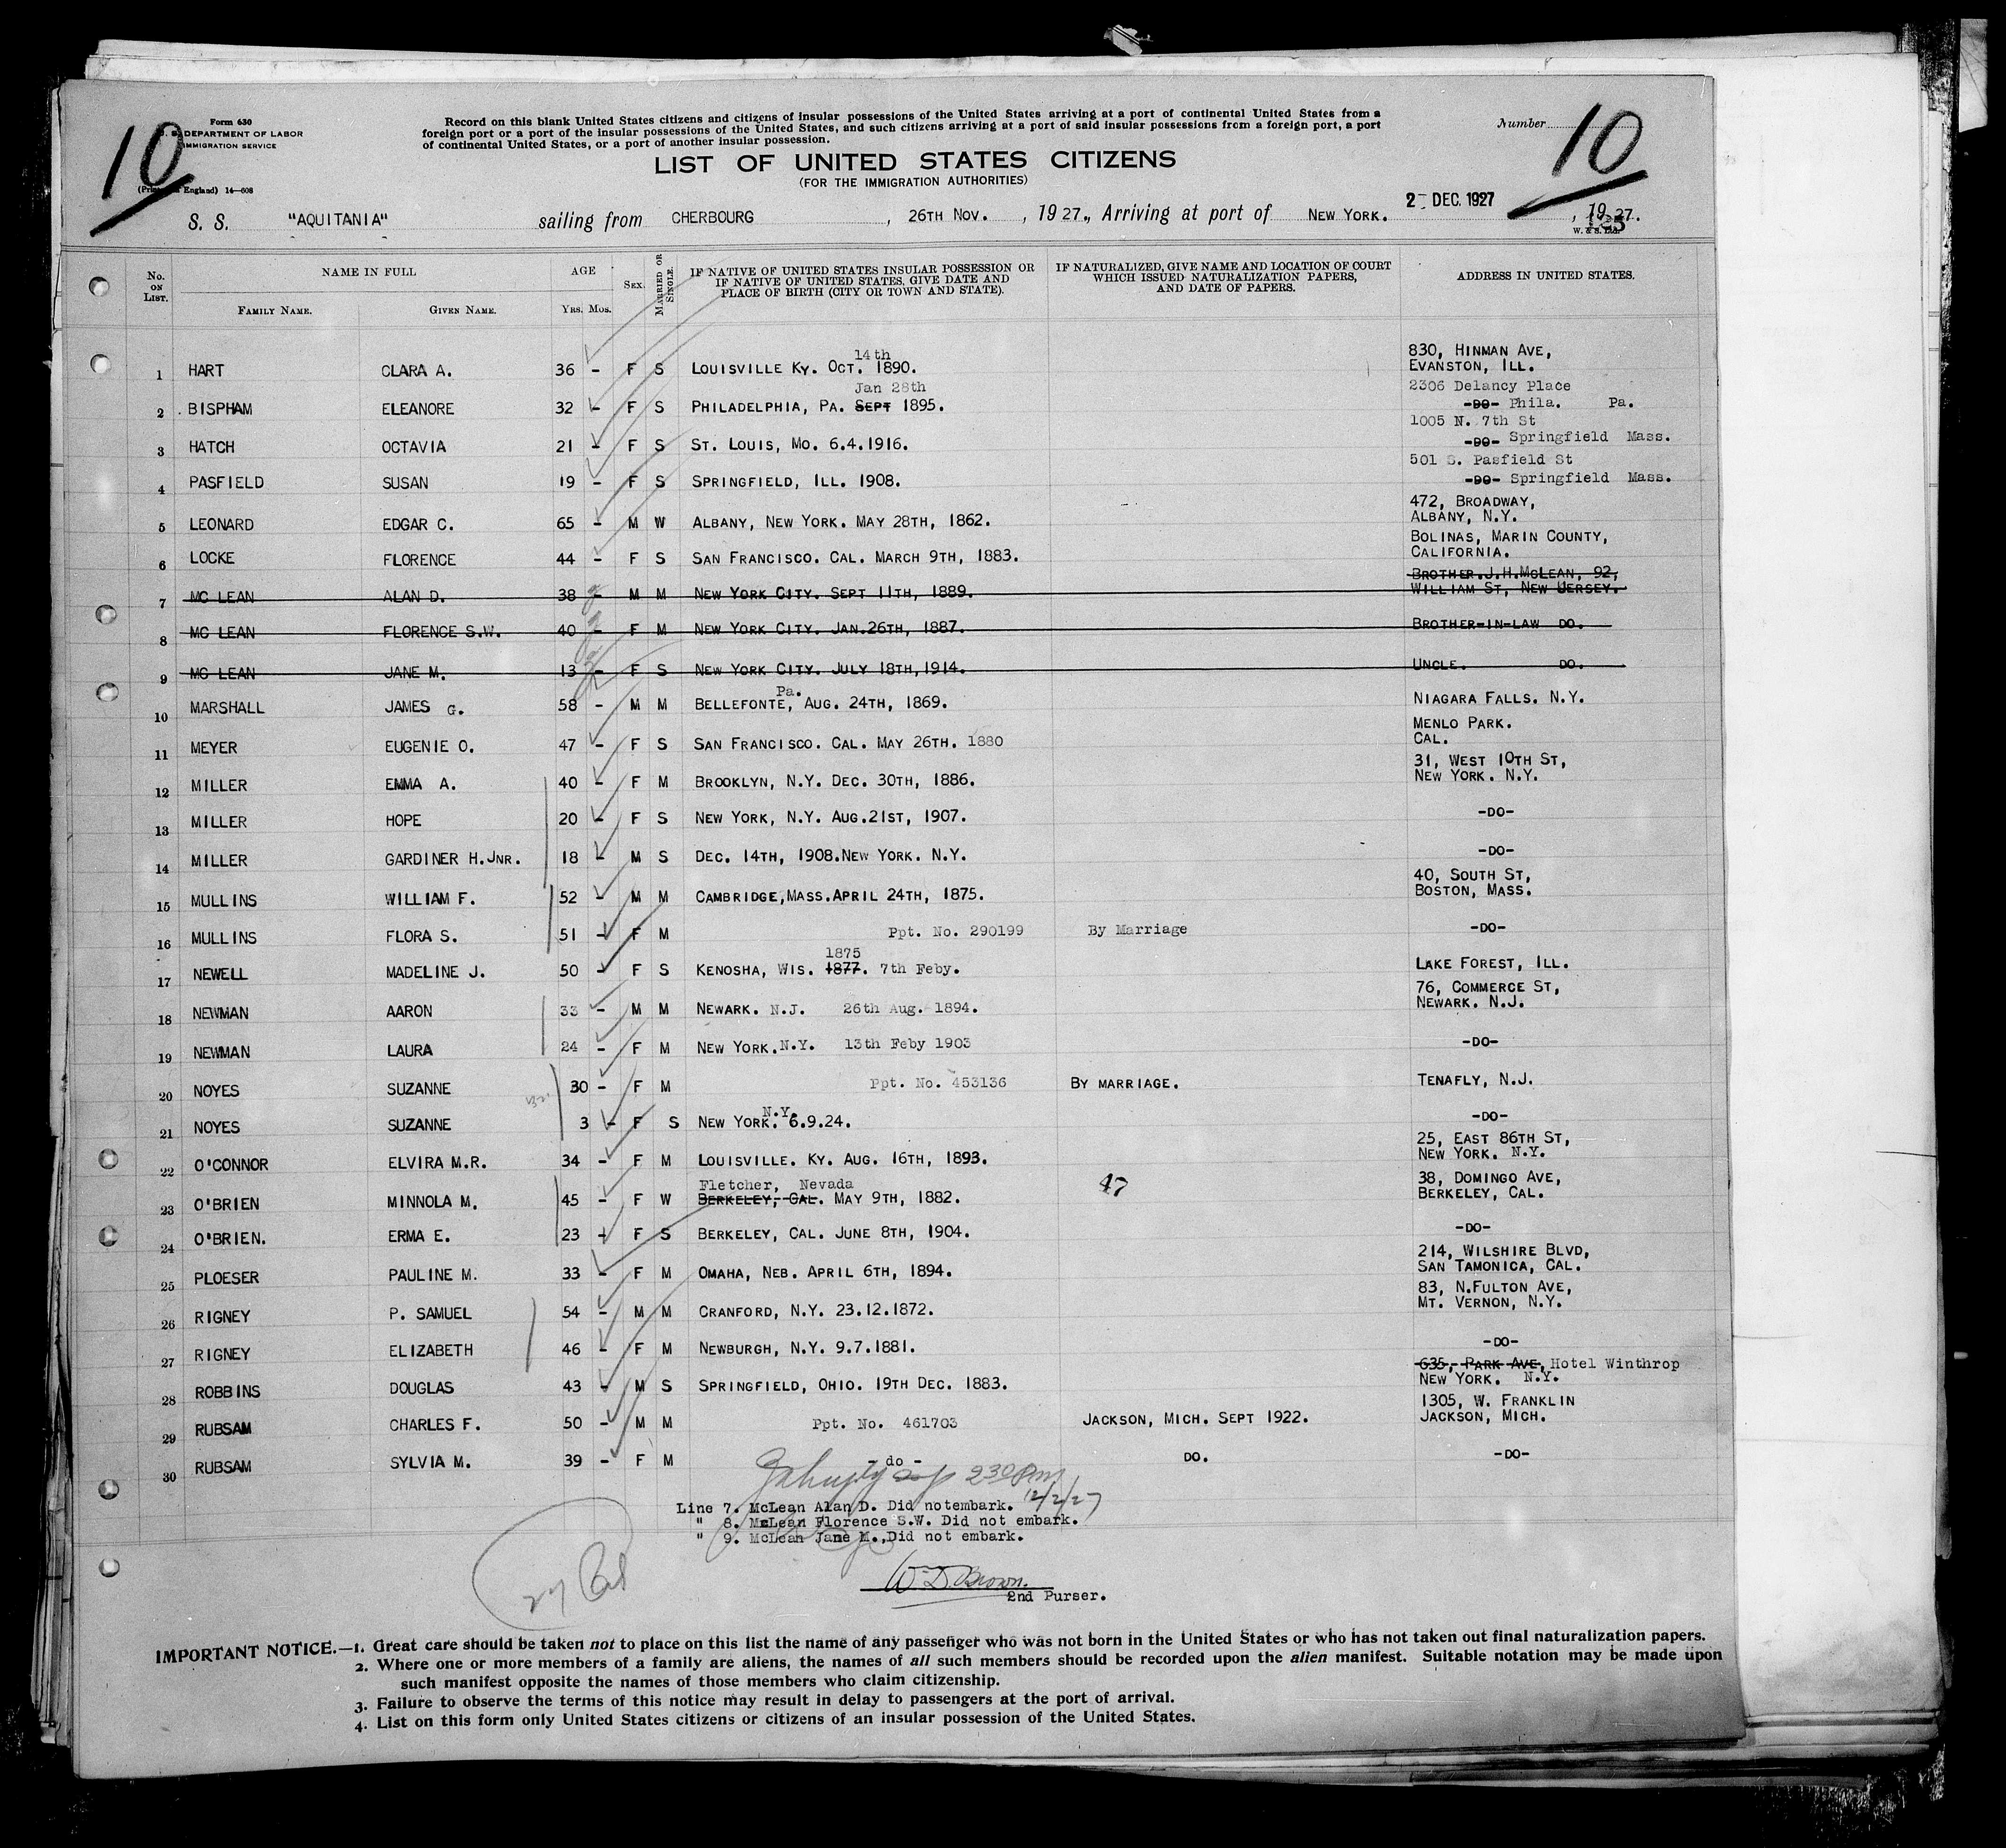 10
Form 630
DEPARTMENT OF LABOR
IMMIGRATION SERVICE
England) 14—608
Record on this blank United States citizens and citizens of insular possessions of the United States arriving at a port of continental United States from a
foreign port or a port of the insular possessions of the United States, and such citizens arriving at a port of said insular possessions from a foreign port, a port
of continental United States, or a port of another insular possession.
Number 10
LIST OF UNITED STATES CITIZENS
(FOR THE IMMIGRATION AUTHORITIES)
S. S. "AQUITANIA" sailing from CHERBOURG, 26TH NOV., 1927., Arriving at port of NEW YORK. 2- DEC. 1927, 1927.
W. & S. Ltd.
No. ON LIST. NAME IN FULL AGE SEX. MARRIED OR SINGLE. IF NATIVE OF UNITED STATES INSULAR POSSESSION OR IF NATIVE OF UNITED STATES, GIVE DATE AND PLACE OF BIRTH (CITY OR TOWN AND STATE). IF NATURALIZED, GIVE NAME AND LOCATION OF COURT WHICH ISSUED NATURALIZATION PAPERS, AND DATE OF PAPERS. ADDRESS IN UNITED STATES.
FAMILY NAME. GIVEN NAME. YRS. MOS.
1 HART CLARA A. 36 - F S LOUISVILLE KY. OCT. 14th 1890. 830, HINMAN AVE, EVANSTON, ILL.
2 BISPHAM ELEANORE 32 - F S PHILADELPHIA, PA. SEPT Jan 28th 1895. 2306 Delancy Place -DO- Phila. Pa.
3 HATCH OCTAVIA 21 - F S ST. LOUIS, MO. 6.4.1916. 1005 N. 7th St -DO- Springfield Mass.
4 PASFIELD SUSAN 19 - F S SPRINGFIELD, ILL. 1908. 501 S. Pasfield St -DO- Springfield Mass.
5 LEONARD EDGAR C. 65 - M W ALBANY, NEW YORK. MAY 28TH, 1862. 472, BROADWAY, ALBANY, N.Y.
6 LOCKE FLORENCE 44 - F S SAN FRANCISCO. CAL. MARCH 9TH, 1883. BOLINAS, MARIN COUNTY, CALIFORNIA.
7 MC LEAN ALAN D. 38 - M M NEW YORK CITY. SEPT 11TH, 1889. BROTHER.J.H.MCLEAN, 92, WILLIAM ST, NEW JERSEY.
8 MC LEAN FLORENCE S.W. 40 - F M NEW YORK CITY. JAN.26TH, 1887. BROTHER-IN-LAW DO.
9 MC LEAN JANE M. 13 - F S NEW YORK CITY. JULY 18TH,1914. UNCLE. DO.
10 MARSHALL JAMES G. 58 - M M BELLEFONTE, Pa. AUG. 24TH, 1869. NIAGARA FALLS. N.Y.
11 MEYER EUGENIE O. 47 - F S SAN FRANCISCO. CAL. MAY 26TH. 1880 MENLO PARK. CAL.
12 MILLER EMMA A. 40 - F M BROOKLYN, N.Y. DEC. 30TH, 1886. 31, WEST 10TH ST, NEW YORK. N.Y.
13 MILLER HOPE 20 - F S NEW YORK, N.Y. AUG.21ST, 1907. -DO-
14 MILLER GARDINER H.JNR. 18 - M S DEC. 14TH, 1908.NEW YORK. N.Y. -DO-
15 MULLINS WILLIAM F. 52 - M M CAMBRIDGE,MASS.APRIL 24TH, 1875. 40, SOUTH ST, BOSTON, MASS.
16 MULLINS FLORA S. 51 - F M Ppt. No. 290199 By Marriage -DO-
17 NEWELL MADELINE J. 50 - F S KENOSHA, WIS. 1877. 1875 7th Feby. LAKE FOREST, ILL.
18 NEWMAN AARON 33 - M M NEWARK. N.J. 26th Aug. 1894. 76, COMMERCE ST, NEWARK. N.J.
19 NEWMAN LAURA 24 - F M NEW YORK.N.Y. 13th Feby 1903 -DO-
20 NOYES SUZANNE 30 - F M Ppt. No. 453136 BY MARRIAGE. TENAFLY, N.J.
21 NOYES SUZANNE 3 - F S NEW YORK. N.Y. 6.9.24. -DO-
22 O'CONNOR ELVIRA M.R. 34 - F M LOUISVILLE. KY. AUG. 16TH, 1893. 25, EAST 86TH ST, NEW YORK. N.Y.
23 O'BRIEN MINNOLA M. 45 - F W BERKELEY, CAL. Fletcher, Nevada MAY 9TH, 1882. 47 38, DOMINGO AVE, BERKELEY, CAL.
24 O'BRIEN. ERMA E. 23 - F S BERKELEY, CAL. JUNE 8TH, 1904. -DO-
25 PLOESER PAULINE M. 33 - F M OMAHA, NEB. APRIL 6TH, 1894. 214, WILSHIRE BLVD, SAN TAMONICA, CAL.
26 RIGNEY P. SAMUEL 54 - M M CRANFORD, N.Y. 23.12.1872. 83, N.FULTON AVE, MT. VERNON, N.Y.
27 RIGNEY ELIZABETH 46 - F M NEWBURGH, N.Y. 9.7.1881. -DO-
28 ROBBINS DOUGLAS 43 - M S SPRINGFIELD, OHIO. 19TH DEC. 1883. 635, PARK AVE, Hotel Winthrop NEW YORK. N.Y.
29 RUBSAM CHARLES F. 50 - M M Ppt. No. 461703 JACKSON, MICH. SEPT 1922. 1305, W. FRANKLIN JACKSON, MICH.
30 RUBSAM SYLVIA M. 39 - F M - do - DO. -DO-
230 Pm
12/2/27
Line 7. McLean Alan D. Did notembark.
" 8. McLean Florence S.W. Did not embark.
" 9. McLean Jane M.,Did not embark.
W. D. Brown.
2nd Purser.
IMPORTANT NOTICE.—1. Great care should be taken not to place on this list the name of any passenger who was not born in the United States or who has not taken out final naturalization papers.
2. Where one or more members of a family are aliens, the names of all such members should be recorded upon the alien manifest. Suitable notation may be made upon
such manifest opposite the names of those members who claim citizenship.
3. Failure to observe the terms of this notice may result in delay to passengers at the port of arrival.
4. List on this form only United States citizens or citizens of an insular possession of the United States.